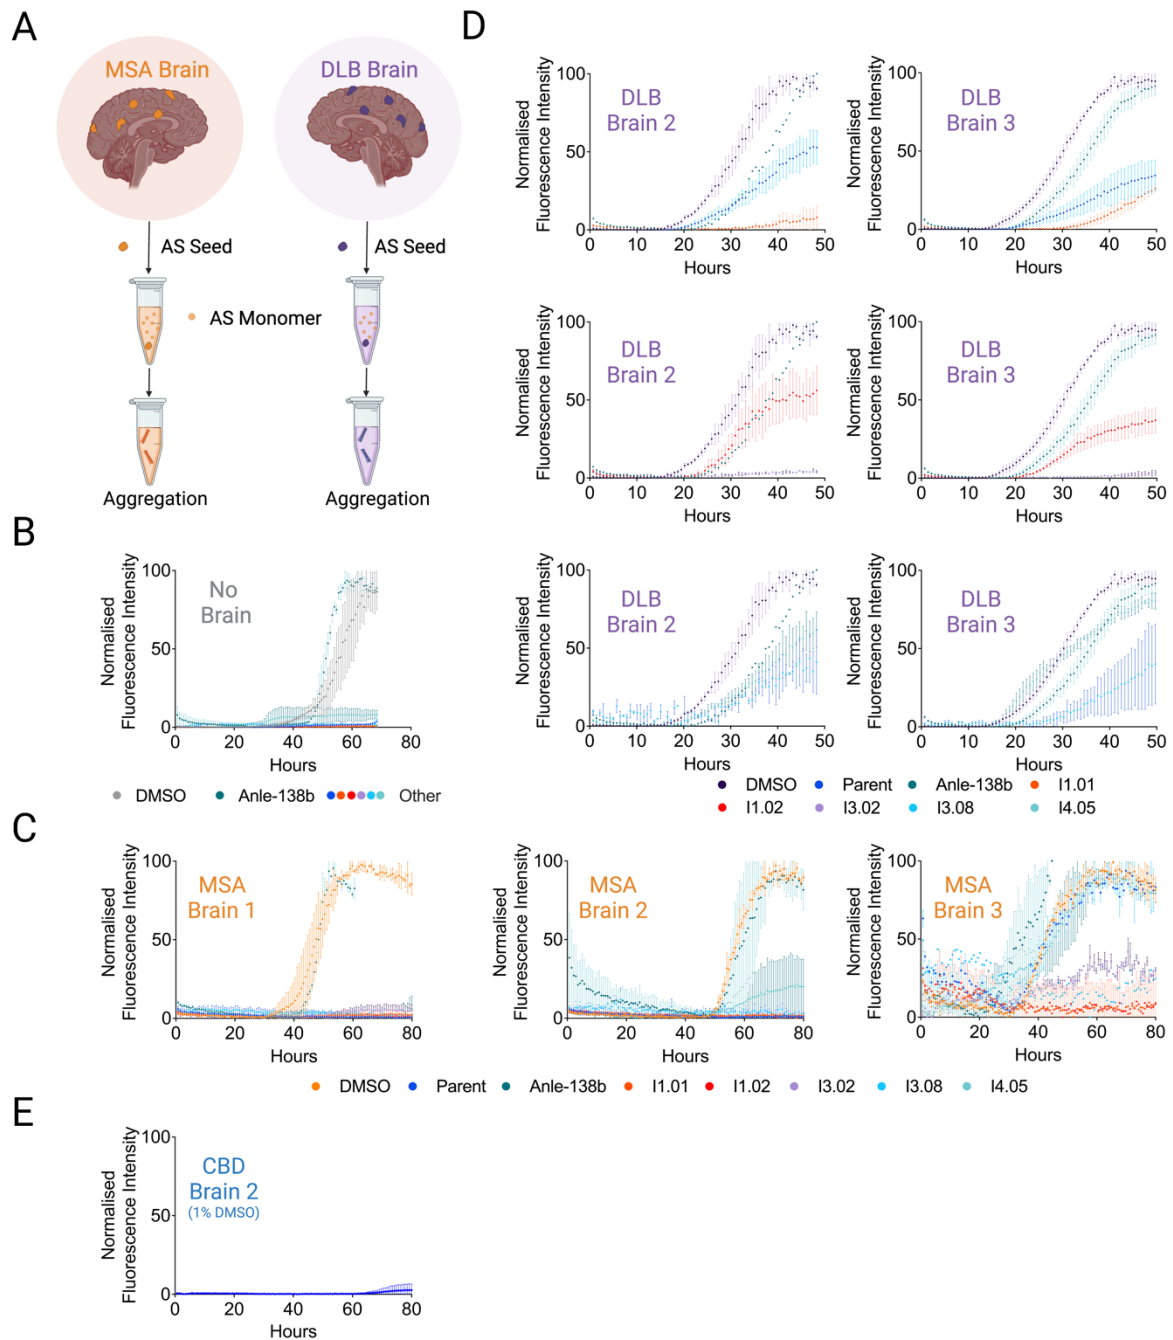 A
MSA Brain
DLB Brain
AS Seed
AS Seed
AS Monomer
Aggregation
Aggregation
B
Normalised
Fluorescence Intensity
100
50
0
No
Brain
0 20 40 60 80
Hours
DMSO Anle-138b Other
C
Normalised
Fluorescence Intensity
100
50
0
MSA
Brain 1
0 20 40 60 80
Hours
Normalised
Fluorescence Intensity
100
50
0
MSA
Brain 2
0 20 40 60 80
Hours
Normalised
Fluorescence Intensity
100
50
0
MSA
Brain 3
0 20 40 60 80
Hours
DMSO Parent Anle-138b I1.01 I1.02 I3.02 I3.08 I4.05
D
Normalised
Fluorescence Intensity
100
50
0
DLB
Brain 2
0 10 20 30 40 50
Hours
Normalised
Fluorescence Intensity
100
50
0
DLB
Brain 3
0 10 20 30 40 50
Hours
Normalised
Fluorescence Intensity
100
50
0
DLB
Brain 2
0 10 20 30 40 50
Hours
Normalised
Fluorescence Intensity
100
50
0
DLB
Brain 3
0 10 20 30 40 50
Hours
Normalised
Fluorescence Intensity
100
50
0
DLB
Brain 2
0 10 20 30 40 50
Hours
Normalised
Fluorescence Intensity
100
50
0
DLB
Brain 3
0 10 20 30 40 50
Hours
DMSO Parent Anle-138b I1.01
I1.02 I3.02 I3.08 I4.05
E
Normalised
Fluorescence Intensity
100
50
0
CBD
Brain 2
(1% DMSO)
0 20 40 60 80
Hours